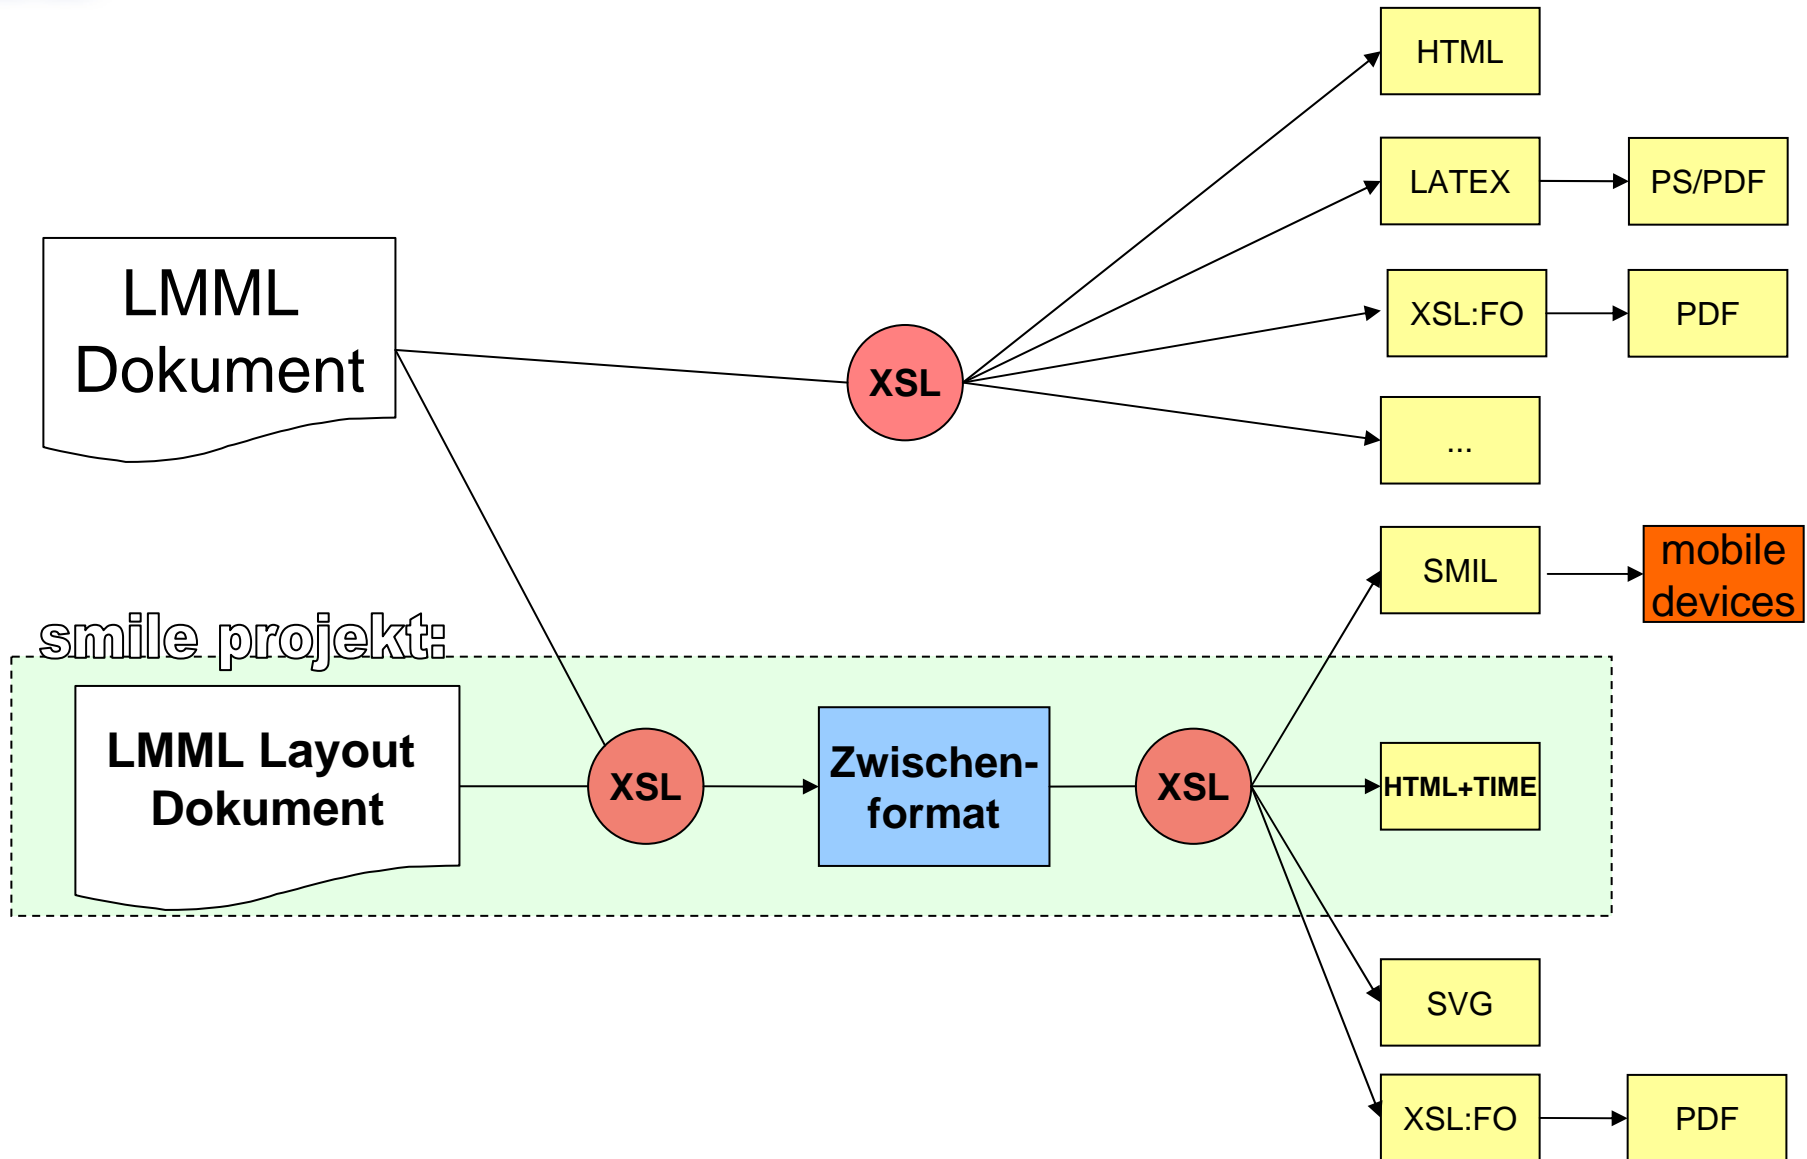 HTML
LATEX
PS/PDF
LMML
Dokument
XSL:FO
PDF
XSL
...
SMIL
mobile
devices
smile projekt:
LMML Layout
Dokument
XSL
Zwischen-
format
XSL
HTML+TIME
SVG
XSL:FO
PDF